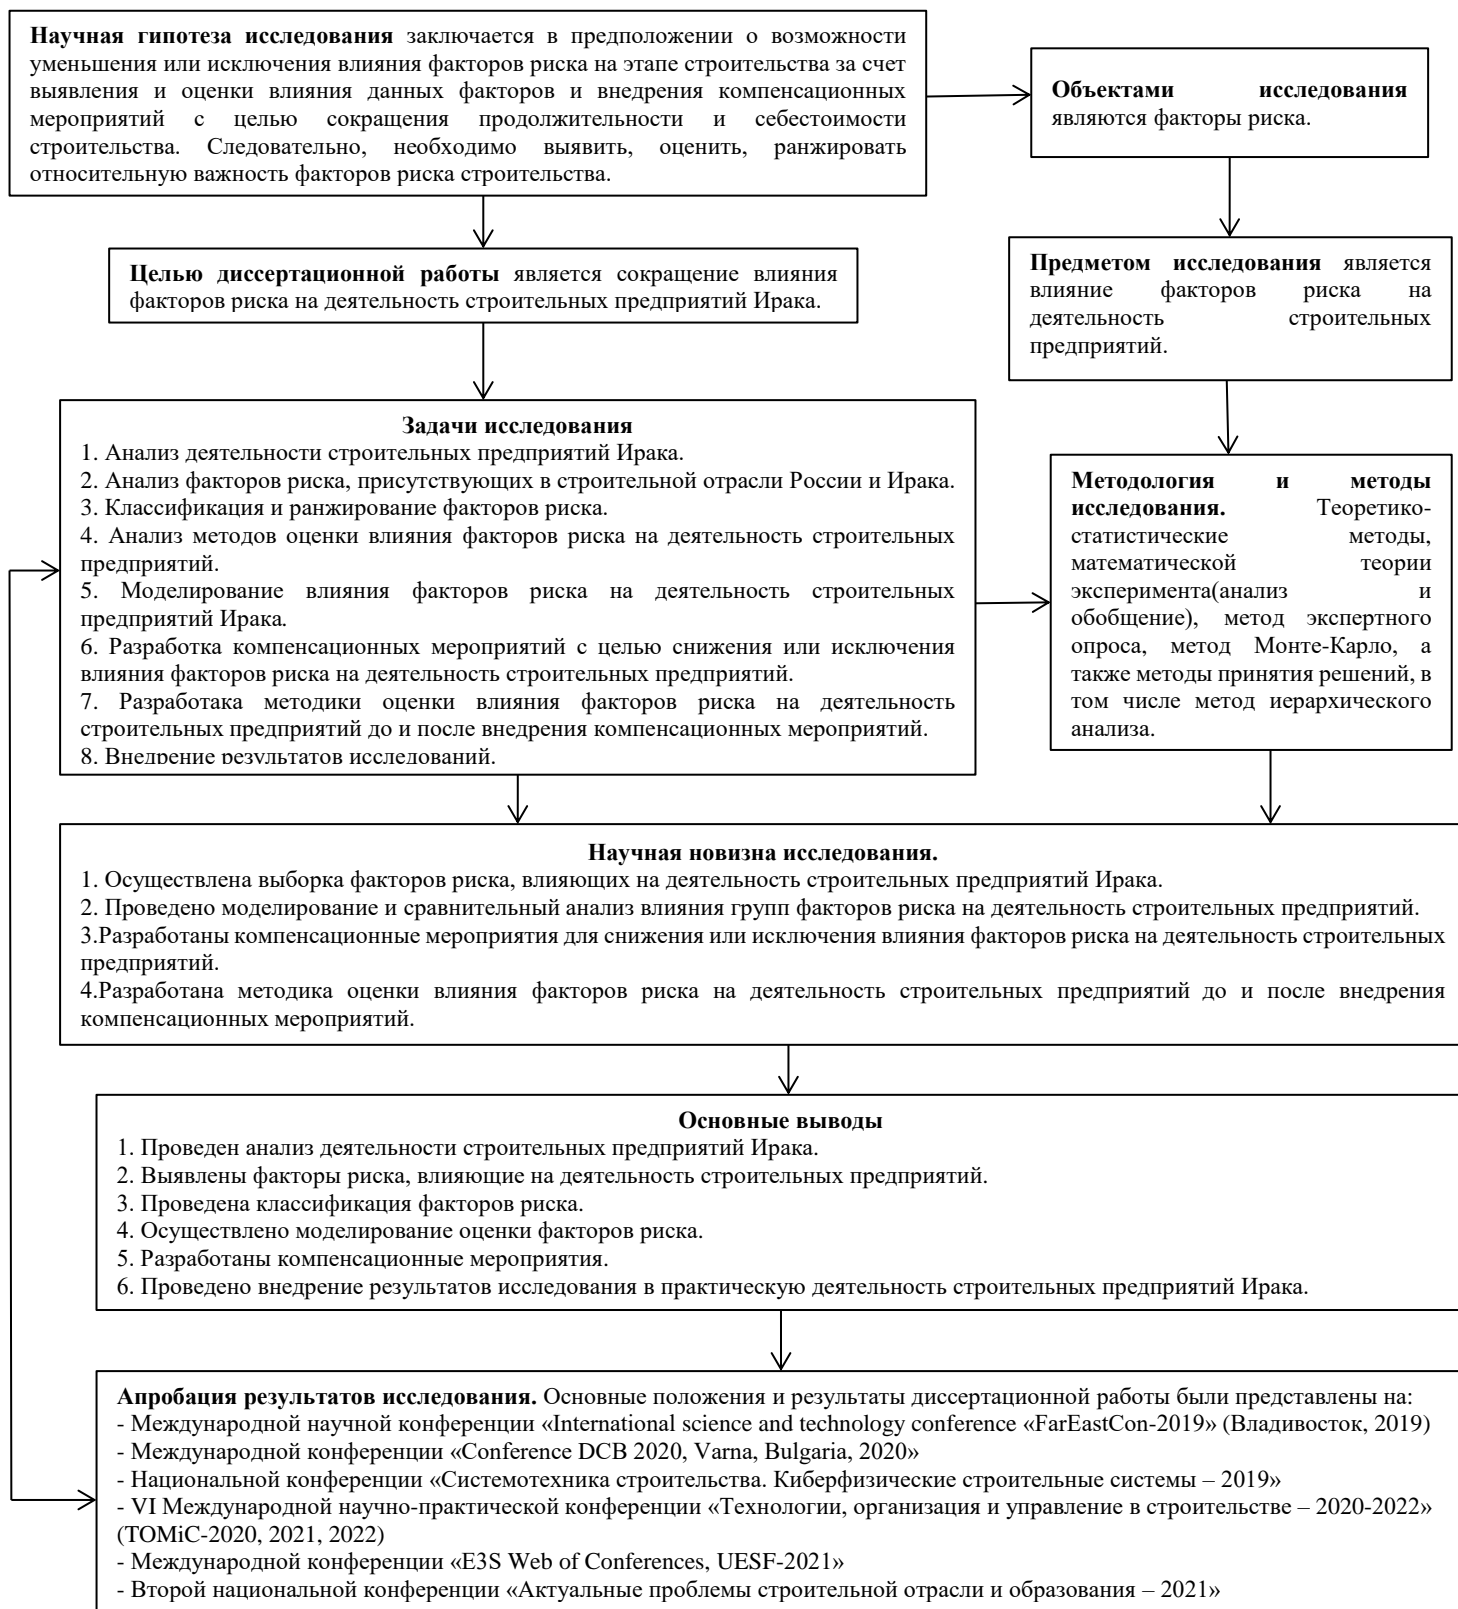 Научная гипотеза исследования заключается в предположении о возможности
уменьшения или исключения влияния факторов риска на этапе строительства за счет
выявления и оценки влияния данных факторов и внедрения компенсационных
мероприятий с целью сокращения продолжительности и себестоимости
строительства. Следовательно, необходимо выявить, оценить, ранжировать
относительную важность факторов риска строительства.
Объектами исследования
являются факторы риска.
Целью диссертационной работы является сокращение влияния
факторов риска на деятельность строительных предприятий Ирака.
Предметом исследования является
влияние факторов риска на
деятельность строительных
предприятий.
Задачи исследования
1. Анализ деятельности строительных предприятий Ирака.
2. Анализ факторов риска, присутствующих в строительной отрасли России и Ирака.
3. Классификация и ранжирование факторов риска.
4. Анализ методов оценки влияния факторов риска на деятельность строительных
предприятий.
5. Моделирование влияния факторов риска на деятельность строительных
предприятий Ирака.
6. Разработка компенсационных мероприятий с целью снижения или исключения
влияния факторов риска на деятельность строительных предприятий.
7. Разработака методики оценки влияния факторов риска на деятельность
строительных предприятий до и после внедрения компенсационных мероприятий.
8. Внедрение результатов исследований.
Методология и методы
исследования. Теоретико-
статистические методы,
математической теории
эксперимента(анализ и
обобщение), метод экспертного
опроса, метод Монте-Карло, а
также методы принятия решений, в
том числе метод иерархического
анализа.
Научная новизна исследования.
1. Осуществлена выборка факторов риска, влияющих на деятельность строительных предприятий Ирака.
2. Проведено моделирование и сравнительный анализ влияния групп факторов риска на деятельность строительных предприятий.
3.Разработаны компенсационные мероприятия для снижения или исключения влияния факторов риска на деятельность строительных
предприятий.
4.Разработана методика оценки влияния факторов риска на деятельность строительных предприятий до и после внедрения
компенсационных мероприятий.
Основные выводы
1. Проведен анализ деятельности строительных предприятий Ирака.
2. Выявлены факторы риска, влияющие на деятельность строительных предприятий.
3. Проведена классификация факторов риска.
4. Осуществлено моделирование оценки факторов риска.
5. Разработаны компенсационные мероприятия.
6. Проведено внедрение результатов исследования в практическую деятельность строительных предприятий Ирака.
Апробация результатов исследования. Основные положения и результаты диссертационной работы были представлены на:
- Международной научной конференции «International science and technology conference «FarEastCon-2019» (Владивосток, 2019)
- Международной конференции «Conference DCB 2020, Varna, Bulgaria, 2020»
- Национальной конференции «Системотехника строительства. Киберфизические строительные системы – 2019»
- VI Международной научно-практической конференции «Технологии, организация и управление в строительстве – 2020-2022»
(TOMiC-2020, 2021, 2022)
- Международной конференции «E3S Web of Conferences, UESF-2021»
- Второй национальной конференции «Актуальные проблемы строительной отрасли и образования – 2021»